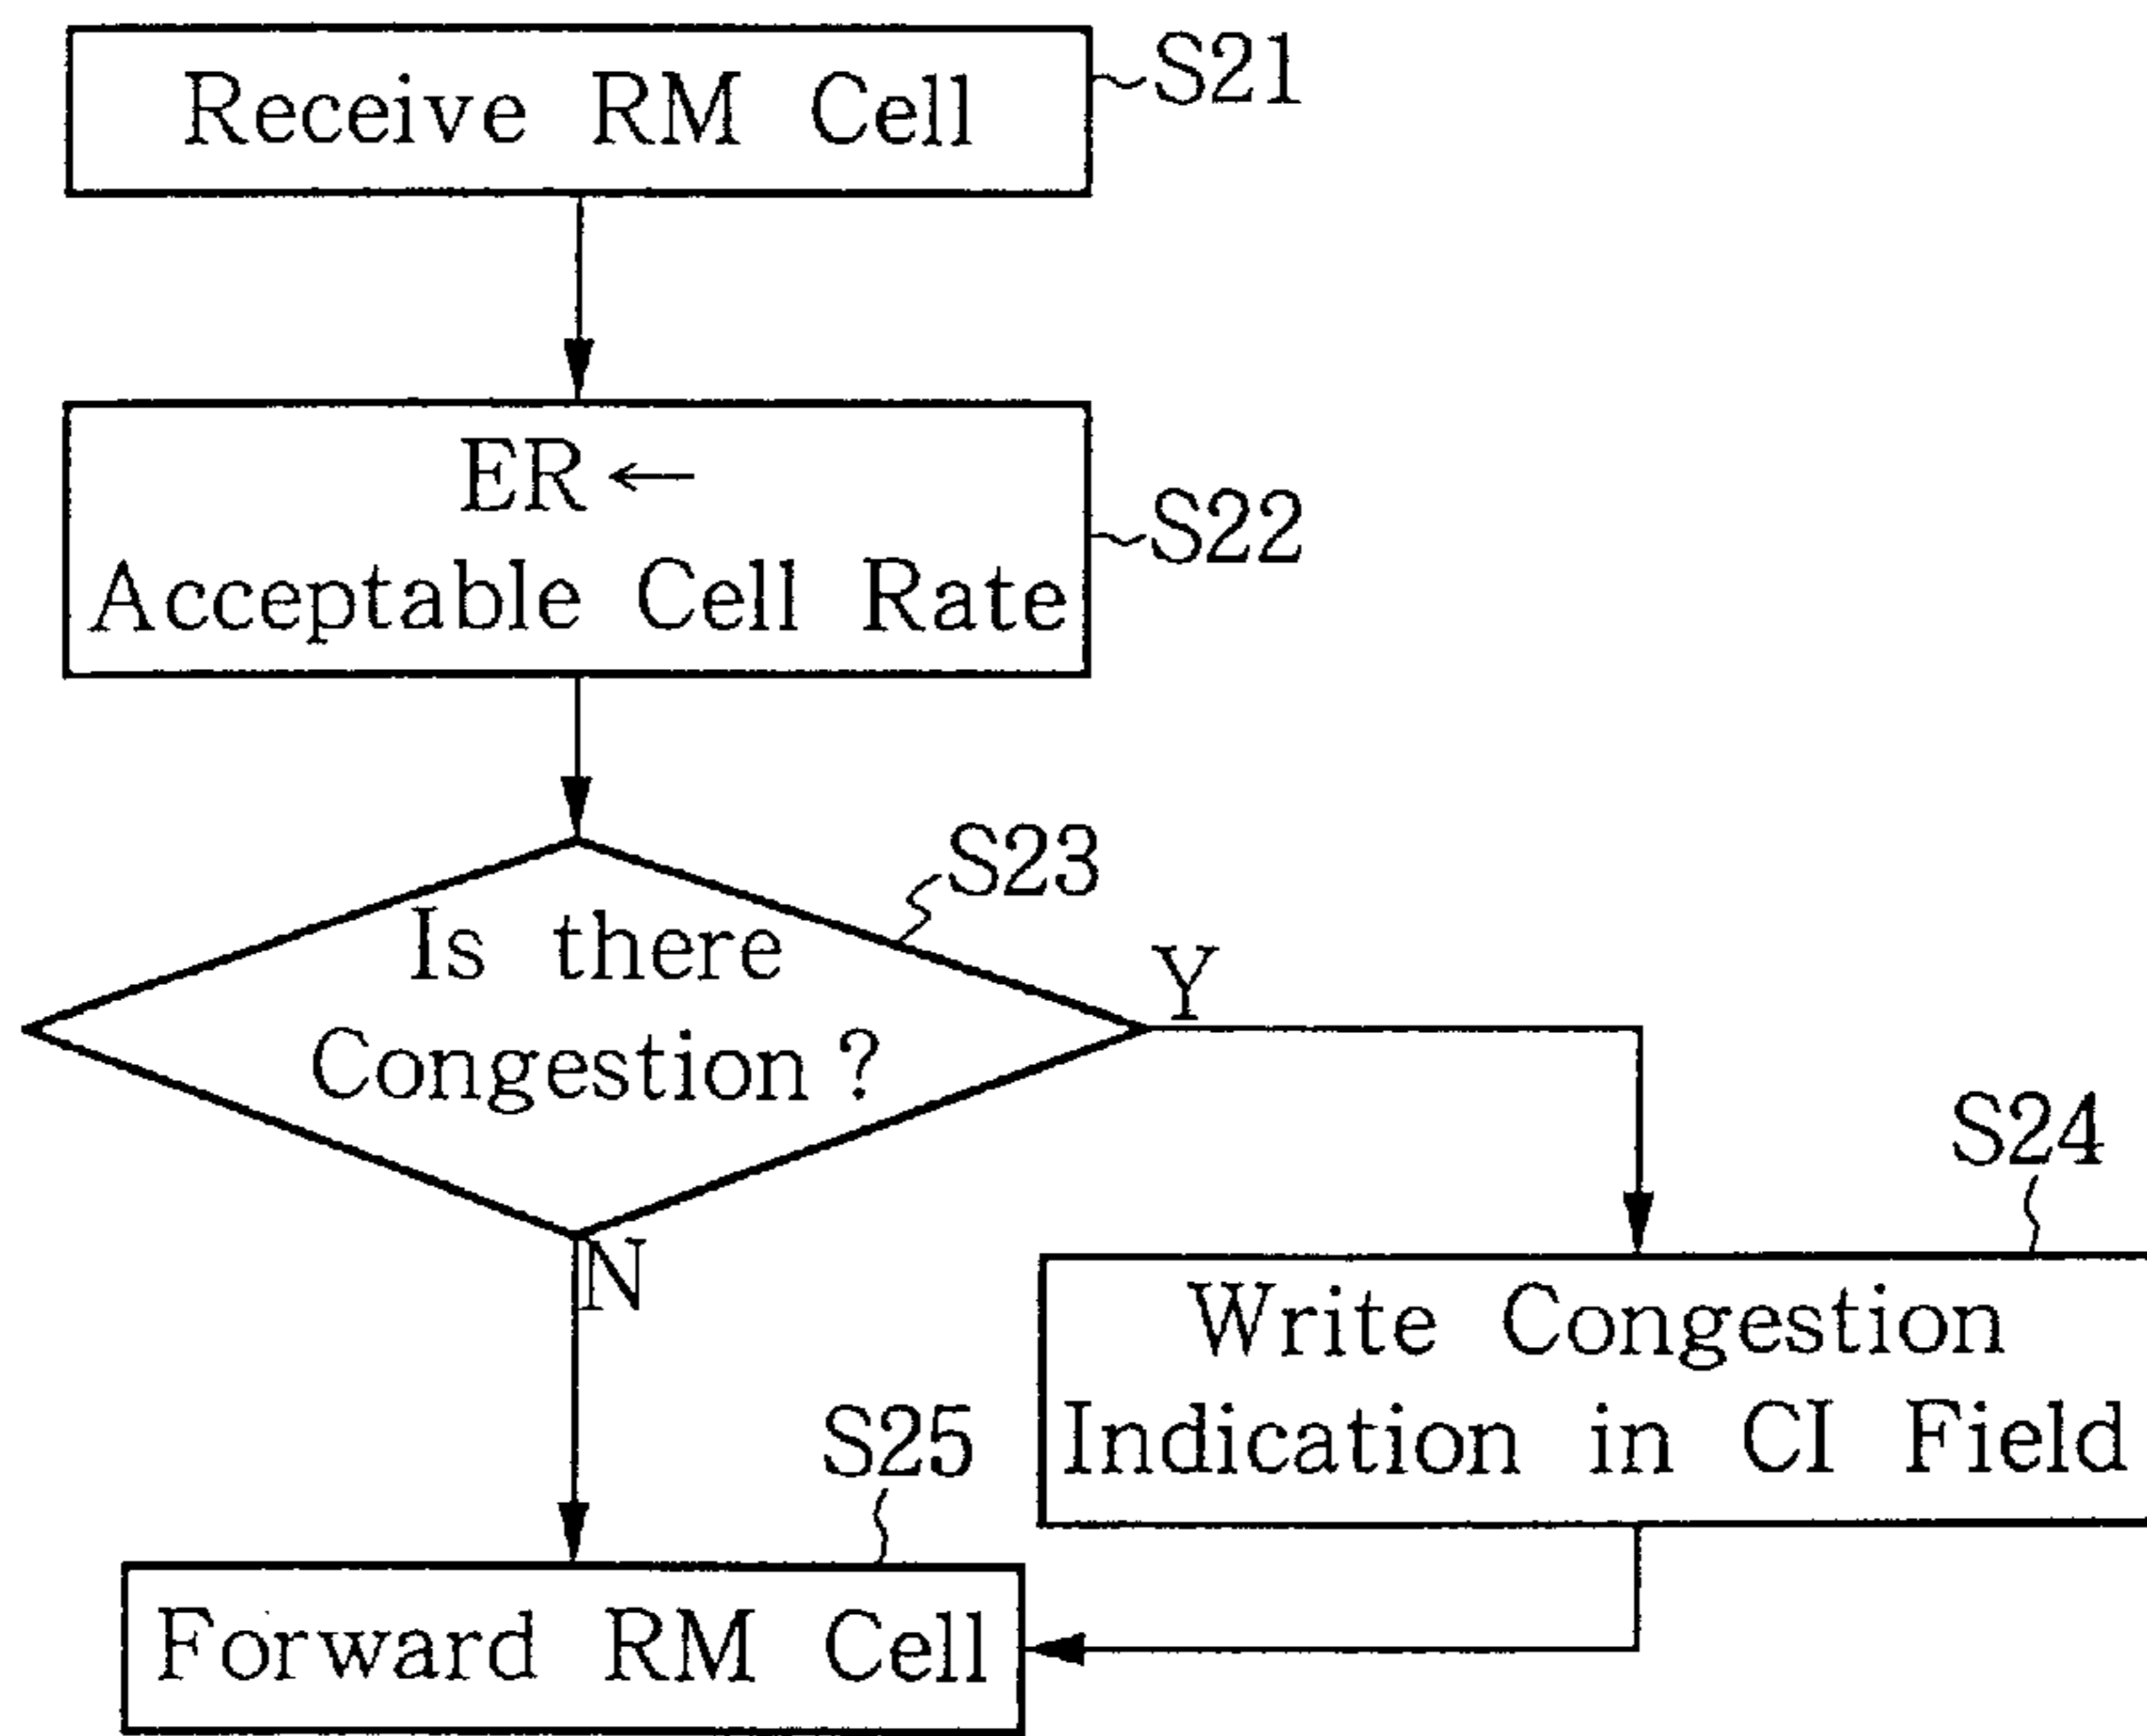 Receive RM Cell
S21
ER←
Acceptable Cell Rate
S22
S23
Is there
Congestion?
Y
N
S24
Write Congestion
Indication in CI Field
S25
Forward RM Cell